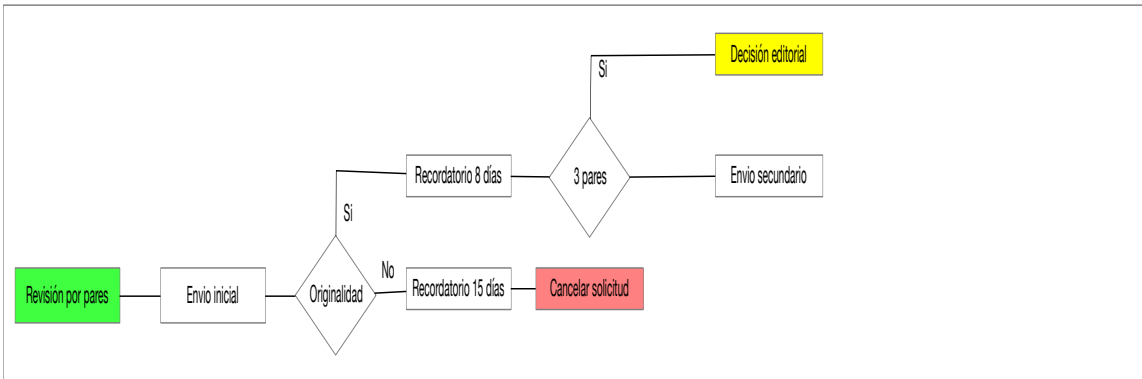 Decisión editorial
Si
Recordatorio 8 días
3 pares
Envio secundario
Si
No
Revisión por pares
Envio inicial
Originalidad
Recordatorio 15 días
Cancelar solicitud